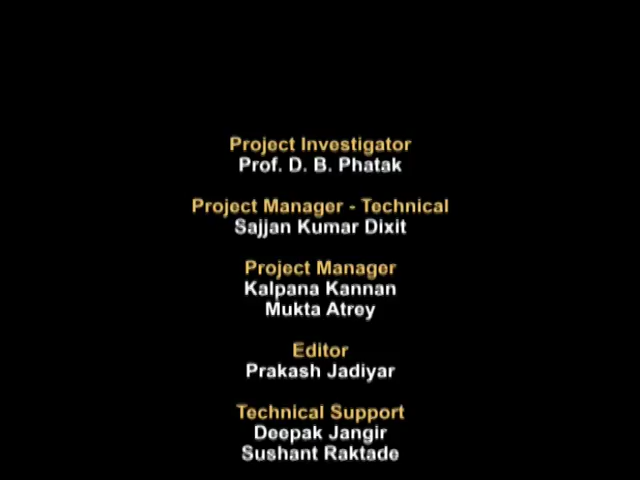 Project Investigator
Prof. D. B. Phatak
Project Manager - Technical
Sajjan Kumar Dixit
Project Manager
Kalpana Kannan
Mukta Atrey
Editor
Prakash Jadiyar
Technical Support
Deepak Jangir
Sushant Raktade